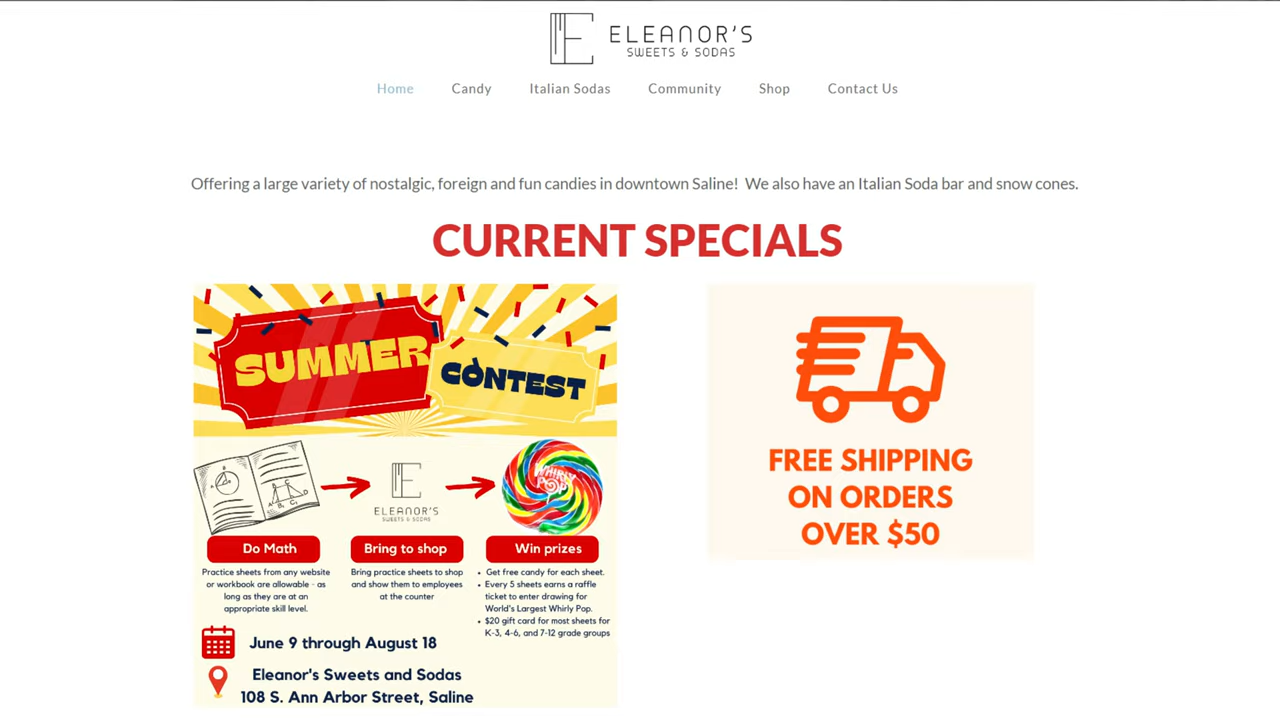 ELEANOR'S
SWEETS & SODAS
Home Candy Italian Sodas Community Shop Contact Us
Offering a large variety of nostalgic, foreign and fun candies in downtown Saline! We also have an Italian Soda bar and snow cones.
CURRENT SPECIALS
SUMMER
CONTEST
ELEANOR'S
SWEETS & SODAS
WHIRLY
POP
Do Math
Practice sheets from any website
or workbook are allowable - as
long as they are at an
appropriate skill level.
Bring to shop
Bring practice sheets to shop
and show them to employees
at the counter
Win prizes
• Get free candy for each sheet.
• Every 5 sheets earns a raffle
ticket to enter drawing for
World's Largest Whirly Pop.
• $20 gift card for most sheets for
K-3, 4-6, and 7-12 grade groups
June 9 through August 18
Eleanor's Sweets and Sodas
108 S. Ann Arbor Street, Saline
FREE SHIPPING
ON ORDERS
OVER $50